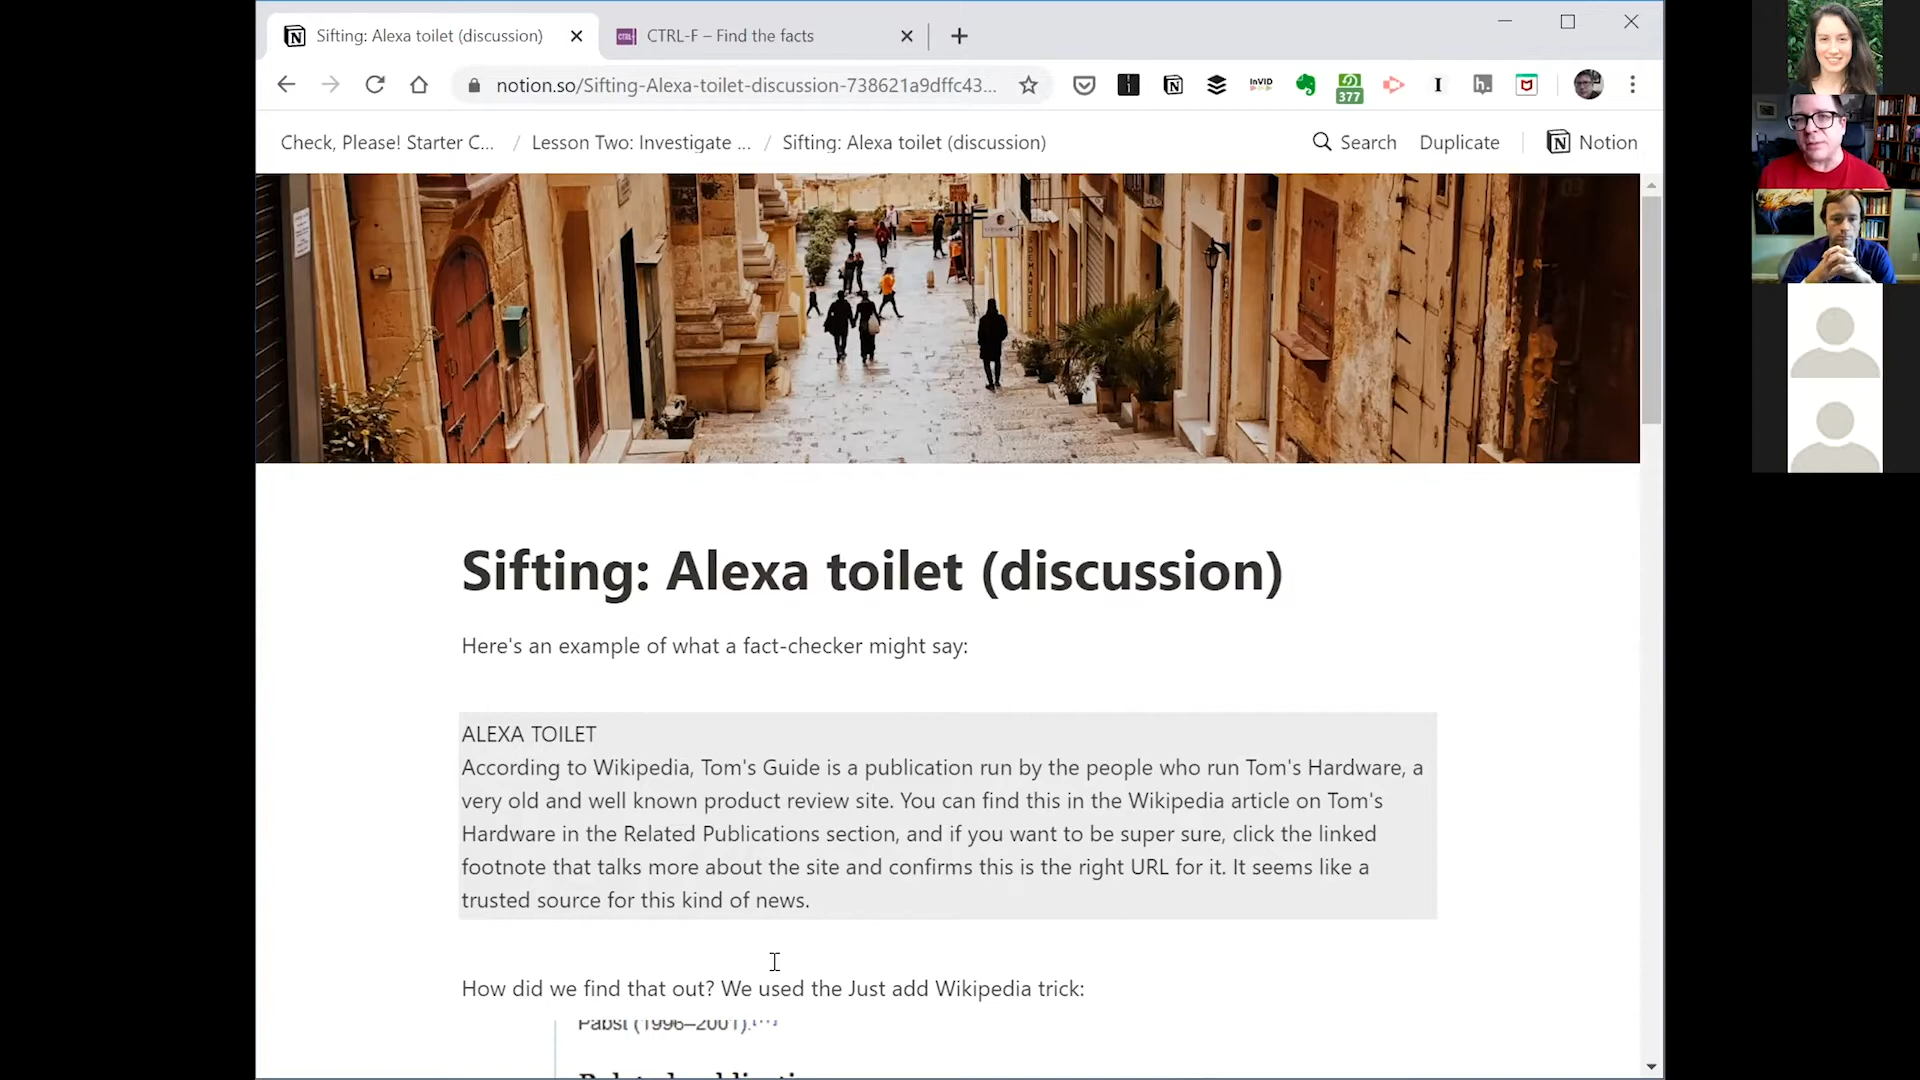 Sifting: Alexa toilet (discussion)
CTRL-F – Find the facts
notion.so/Sifting-Alexa-toilet-discussion-738621a9dffc43...
InVID
377
Check, Please! Starter C... / Lesson Two: Investigate ... / Sifting: Alexa toilet (discussion)
Search
Duplicate
Notion
Sifting: Alexa toilet (discussion)
Here's an example of what a fact-checker might say:
ALEXA TOILET
According to Wikipedia, Tom's Guide is a publication run by the people who run Tom's Hardware, a
very old and well known product review site. You can find this in the Wikipedia article on Tom's
Hardware in the Related Publications section, and if you want to be super sure, click the linked
footnote that talks more about the site and confirms this is the right URL for it. It seems like a
trusted source for this kind of news.
How did we find that out? We used the Just add Wikipedia trick:
Pabst (1996–2001).